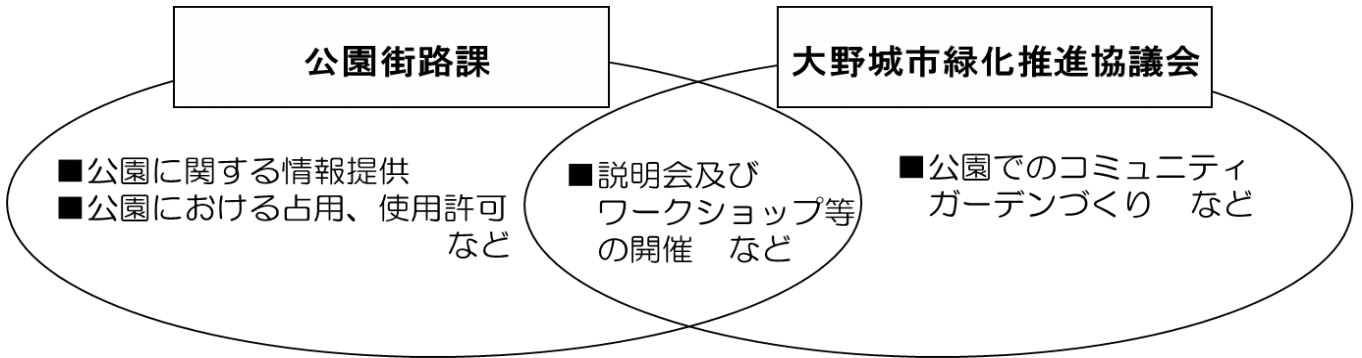 公園街路課
■公園に関する情報提供
■公園における占用、使用許可
など
■説明会及び
ワークショップ等
の開催　など
大野城市緑化推進協議会
■公園でのコミュニティ
ガーデンづくり　など